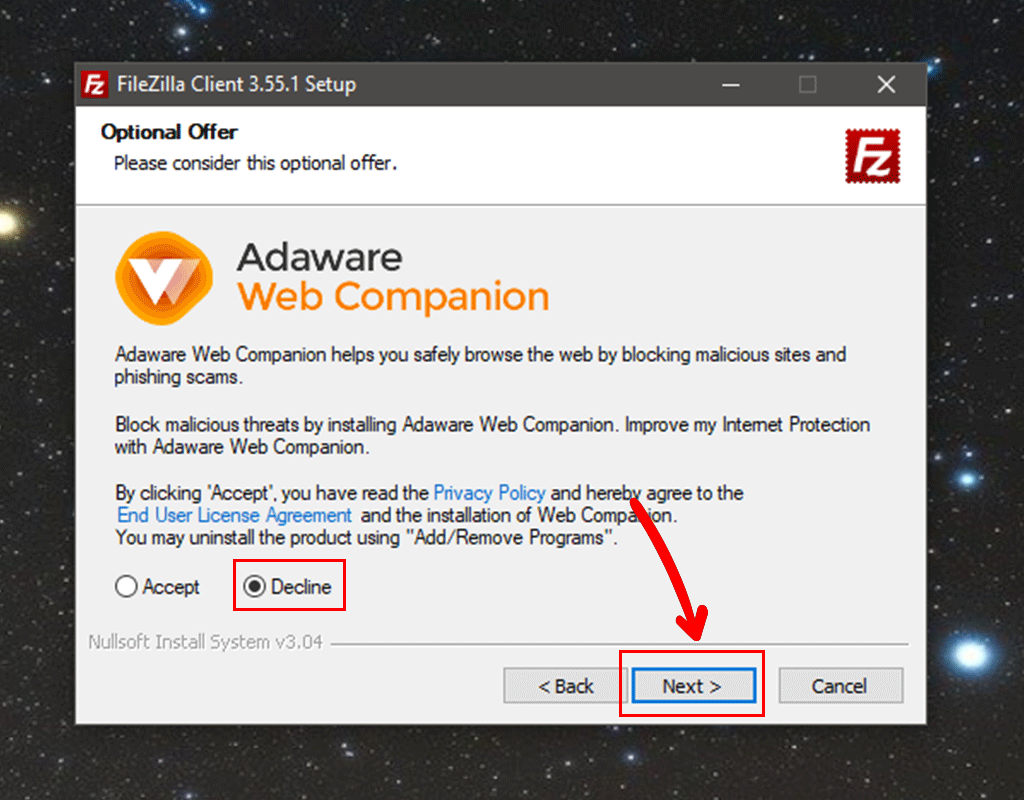 FileZilla Client 3.55.1 Setup
Optional Offer
Please consider this optional offer.
Fz
Adaware
Web Companion
Adaware Web Companion helps you safely browse the web by blocking malicious sites and
phishing scams.
Block malicious threats by installing Adaware Web Companion. Improve my Internet Protection
with Adaware Web Companion.
By clicking 'Accept', you have read the Privacy Policy and hereby agree to the
End User License Agreement and the installation of Web Companion.
You may uninstall the product using "Add/Remove Programs".
Accept Decline
Nullsoft Install System v3.04
< Back Next > Cancel